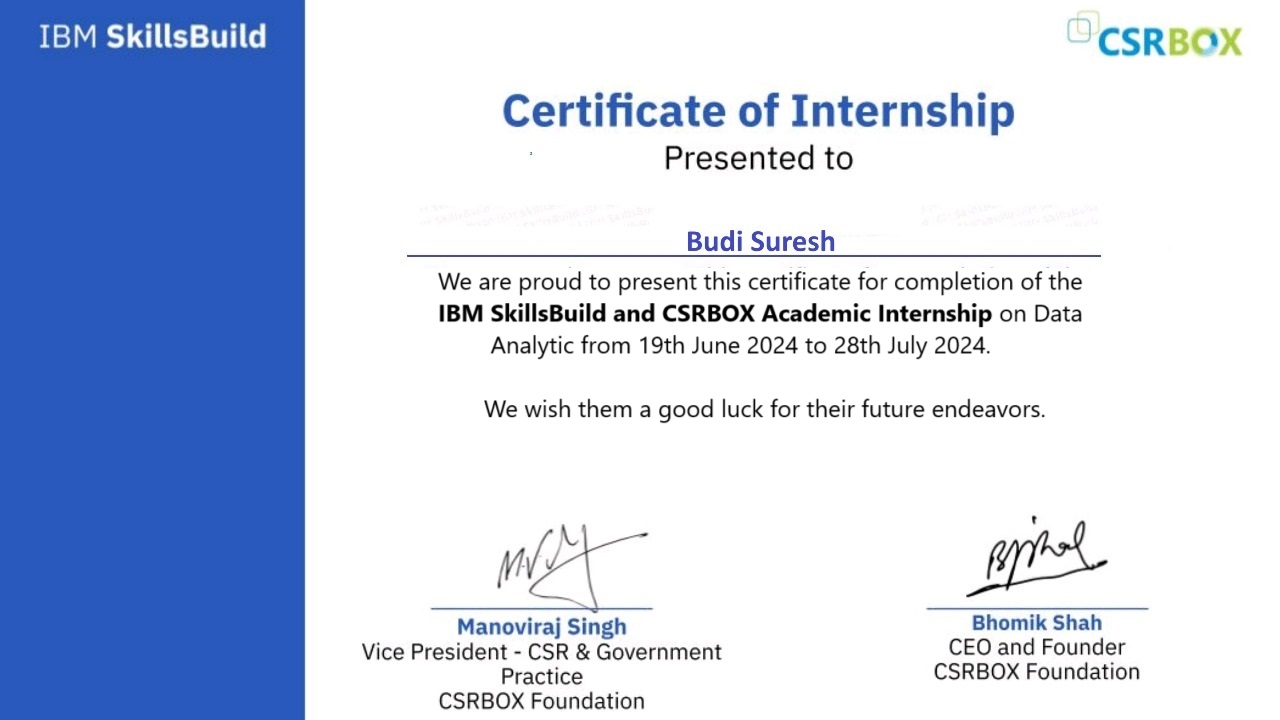 IBM SkillsBuild
CSRBOX
Certificate of Internship
Presented to
Budi Suresh
We are proud to present this certificate for completion of the
IBM SkillsBuild and CSRBOX Academic Internship on Data
Analytic from 19th June 2024 to 28th July 2024.
We wish them a good luck for their future endeavors.
Manoviraj Singh
Vice President - CSR & Government
Practice
CSRBOX Foundation
Bhomik Shah
CEO and Founder
CSRBOX Foundation